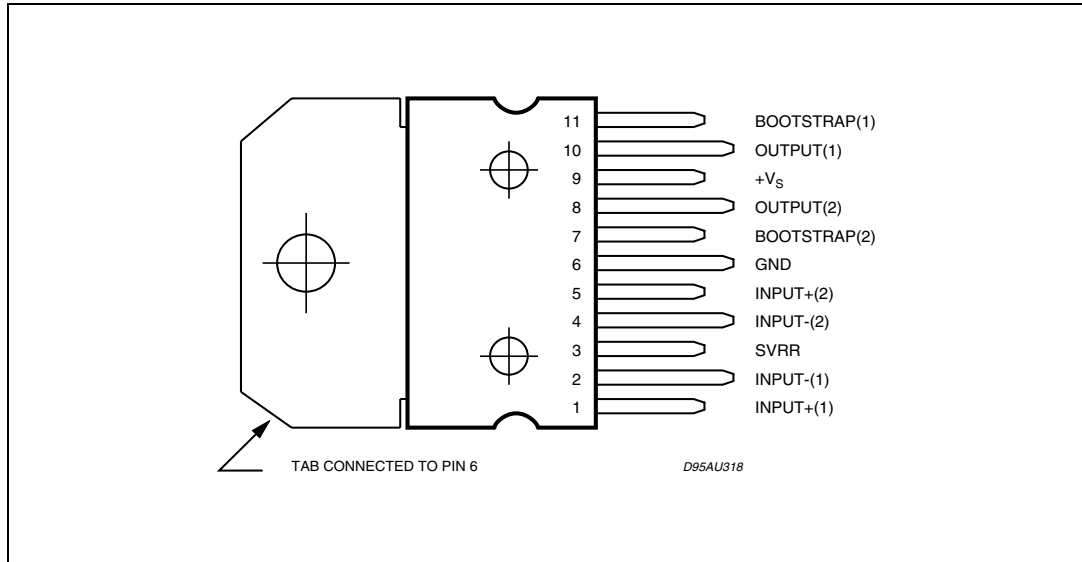 11 BOOTSTRAP(1)
10 OUTPUT(1)
9 +VS
8 OUTPUT(2)
7 BOOTSTRAP(2)
6 GND
5 INPUT+(2)
4 INPUT-(2)
3 SVRR
2 INPUT-(1)
1 INPUT+(1)
TAB CONNECTED TO PIN 6
D95AU318